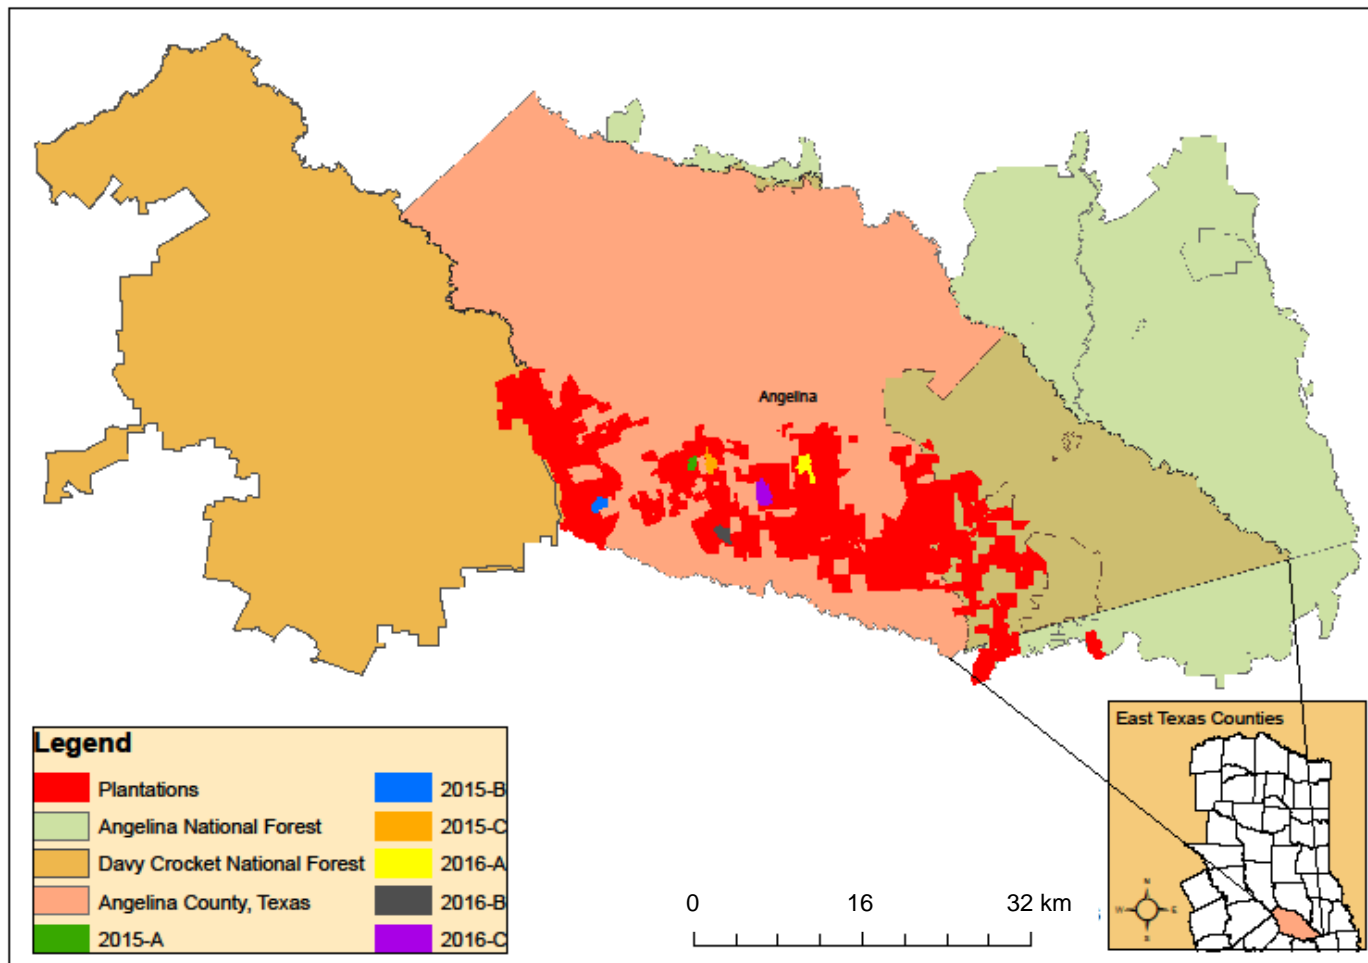 Angelina
Legend
Plantations
Angelina National Forest
Davy Crocket National Forest
Angelina County, Texas
2015-A
2015-B
2015-C
2016-A
2016-B
2016-C
0 16 32 km
East Texas Counties
N
W E
S